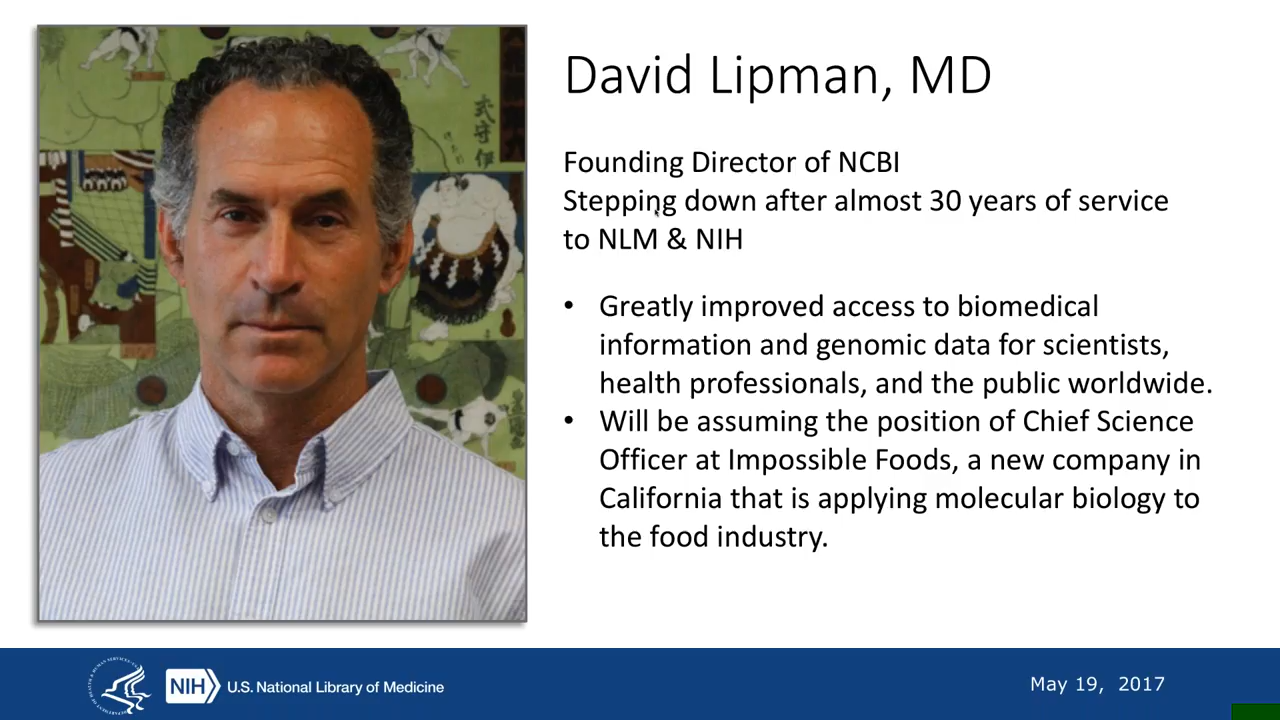 David Lipman, MD
Founding Director of NCBI
Stepping down after almost 30 years of service
to NLM & NIH
• Greatly improved access to biomedical
information and genomic data for scientists,
health professionals, and the public worldwide.
• Will be assuming the position of Chief Science
Officer at Impossible Foods, a new company in
California that is applying molecular biology to
the food industry.
NIH U.S. National Library of Medicine
May 19, 2017